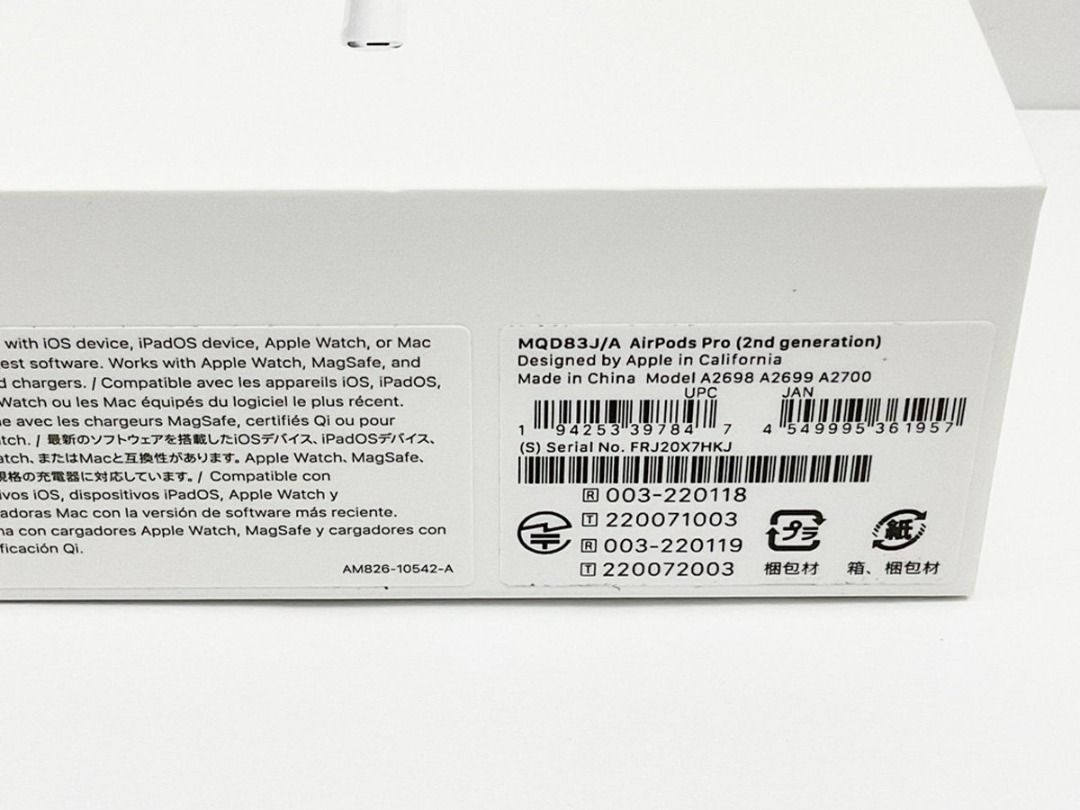 with iOS device, iPadOS device, Apple Watch, or Mac
est software. Works with Apple Watch, MagSafe, and
d chargers. / Compatible avec les appareils iOS, iPadOS,
Watch ou les Mac équipés du logiciel le plus récent.
ne avec les chargeurs MagSafe, certifiés Qi ou pour
atch. / 最新のソフトウェアを搭載したiOSデバイス、iPadOSデバイス、
atch、またはMacと互換性があります。Apple Watch、MagSafe、
規格の充電器に対応しています。/ Compatible con
ivos iOS, dispositivos iPadOS, Apple Watch y
adoras Mac con la versión de software más reciente.
na con cargadores Apple Watch, MagSafe y cargadores con
ficación Qi.
AM826-10542-A
MQD83J/A AirPods Pro (2nd generation)
Designed by Apple in California
Made in China Model A2698 A2699 A2700
UPC JAN
1 94253 39784 7 4 549995 361957
(S) Serial No. FRJ20X7HKJ
R 003-220118
T 220071003
R 003-220119
T 220072003
プラ 紙
梱包材 箱、梱包材